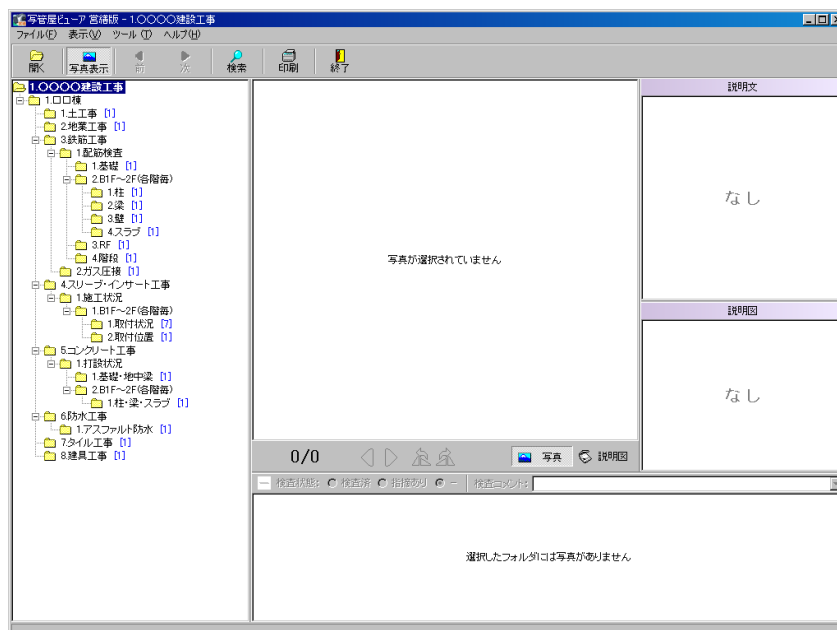 写管屋ビューア 営繕版 - 1.〇〇〇〇建設工事
ファイル(F) 表示(V) ツール(T) ヘルプ(H)
開く 写真表示 前 次 検索 印刷 終了
1.〇〇〇〇建設工事
1.口口棟
1.土工事 [1]
2.地業工事 [1]
3.鉄筋工事
1.配筋検査
1.基礎 [1]
2.B1F～2F(各階毎)
1.柱 [1]
2.梁 [1]
3.壁 [1]
4.スラブ [1]
3.RF [1]
4.階段 [1]
2.ガス圧接 [1]
4.スリーブ・インサート工事
1.施工状況
1.B1F～2F(各階毎)
1.取付状況 [7]
2.取付位置 [1]
5.コンクリート工事
1.打設状況
1.基礎・地中梁 [1]
2.B1F～2F(各階毎)
1.柱・梁・スラブ [1]
6.防水工事
1.アスファルト防水 [1]
7.タイル工事 [1]
8.建具工事 [1]
写真が選択されていません
説明文
なし
説明図
なし
0/0 写真 説明図
検査状態: 検査済 指摘あり － 検査コメント:
選択したフォルダには写真がありません